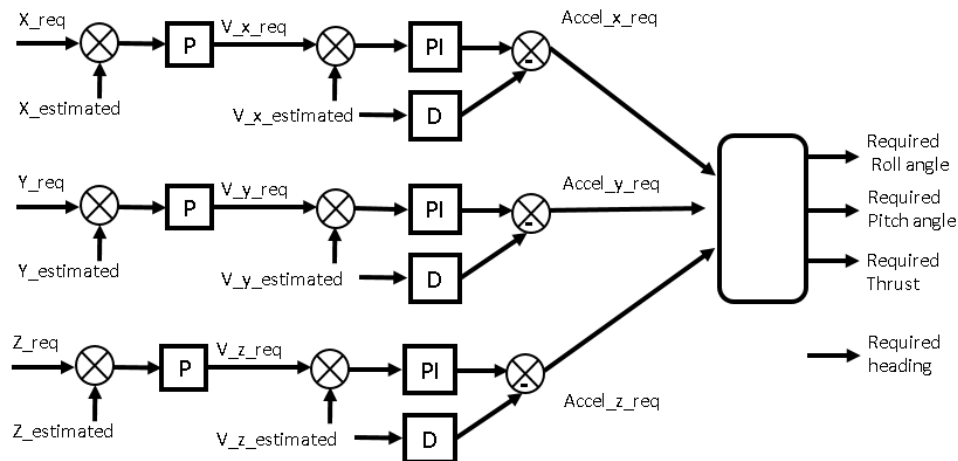 X_req
V_x_req
Accel_x_req
P
PI
-
X_estimated
V_x_estimated
D
Required
Roll angle
Y_req
V_y_req
Accel_y_req
P
PI
-
Required
Pitch angle
Y_estimated
V_y_estimated
D
Required
Thrust
Z_req
V_z_req
P
PI
-
Required
heading
Accel_z_req
Z_estimated
V_z_estimated
D